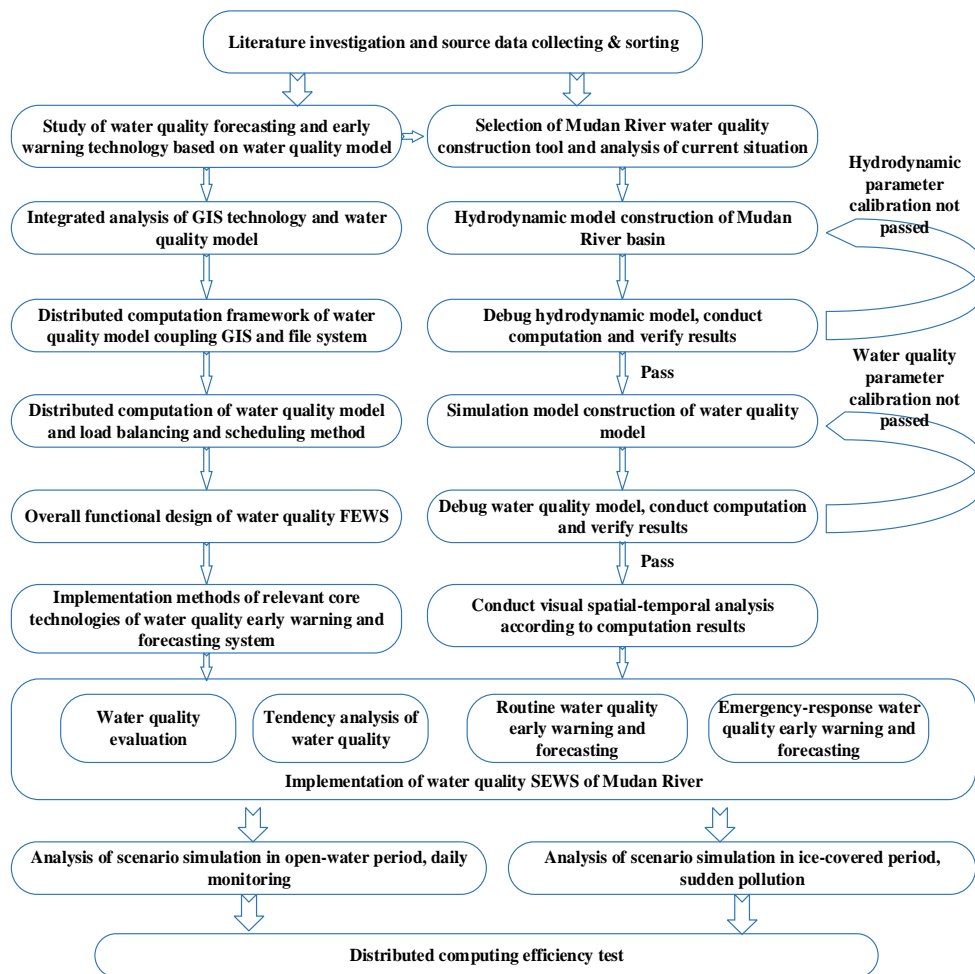 Literature investigation and source data collecting & sorting
Study of water quality forecasting and early
warning technology based on water quality model
Selection of Mudan River water quality
construction tool and analysis of current situation
Hydrodynamic
parameter
calibration not
passed
Integrated analysis of GIS technology and water
quality model
Hydrodynamic model construction of Mudan
River basin
Distributed computation framework of water
quality model coupling GIS and file system
Debug hydrodynamic model, conduct
computation and verify results
Pass
Water quality
parameter
calibration not
passed
Distributed computation of water quality model
and load balancing and scheduling method
Simulation model construction of water quality
model
Overall functional design of water quality FEWS
Debug water quality model, conduct computation
and verify results
Pass
Implementation methods of relevant core
technologies of water quality early warning and
forecasting system
Conduct visual spatial-temporal analysis
according to computation results
Water quality
evaluation
Tendency analysis of
water quality
Routine water quality
early warning and
forecasting
Emergency-response water
quality early warning and
forecasting
Implementation of water quality SEWS of Mudan River
Analysis of scenario simulation in open-water period, daily
monitoring
Analysis of scenario simulation in ice-covered period,
sudden pollution
Distributed computing efficiency test